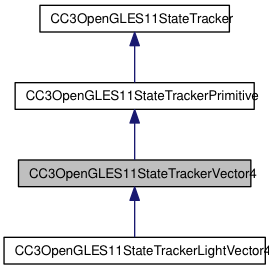 CC3OpenGLES11StateTracker
CC3OpenGLES11StateTrackerPrimitive
CC3OpenGLES11StateTrackerVector4
CC3OpenGLES11StateTrackerLightVector4